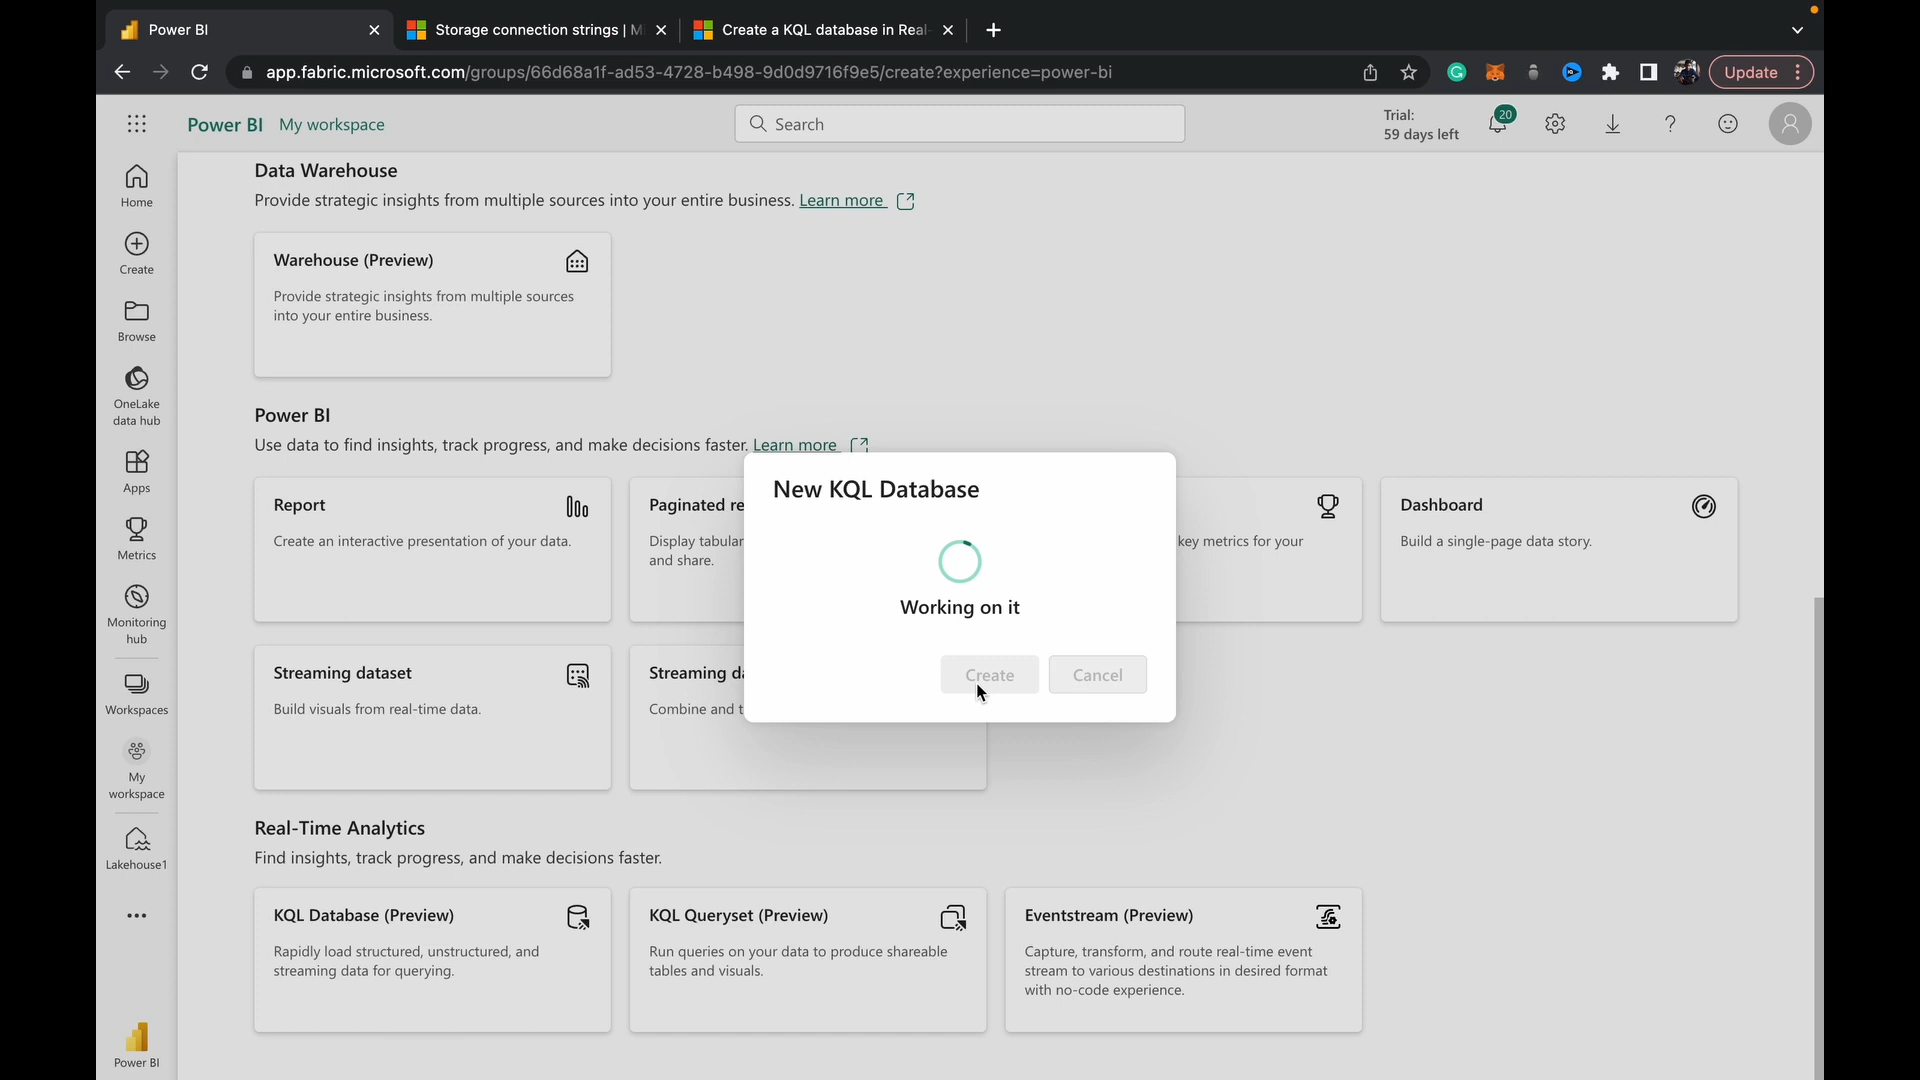 Power BI
Storage connection strings | M
Create a KQL database in Real-
app.fabric.microsoft.com/groups/66d68a1f-ad53-4728-b498-9d0d9716f9e5/create?experience=power-bi
Update
Power BI My workspace
Search
Trial:
59 days left
20
Home
Create
Browse
OneLake
data hub
Apps
Metrics
Monitoring
hub
Workspaces
My
workspace
Lakehouse1
Power BI
Data Warehouse
Provide strategic insights from multiple sources into your entire business. Learn more
Warehouse (Preview)
Provide strategic insights from multiple sources
into your entire business.
Power BI
Use data to find insights, track progress, and make decisions faster. Learn more
Report
Create an interactive presentation of your data.
Paginated re
Display tabular
and share.
key metrics for your
Dashboard
Build a single-page data story.
Streaming dataset
Build visuals from real-time data.
Streaming da
Combine and t
New KQL Database
Working on it
Create
Cancel
Real-Time Analytics
Find insights, track progress, and make decisions faster.
KQL Database (Preview)
Rapidly load structured, unstructured, and
streaming data for querying.
KQL Queryset (Preview)
Run queries on your data to produce shareable
tables and visuals.
Eventstream (Preview)
Capture, transform, and route real-time event
stream to various destinations in desired format
with no-code experience.